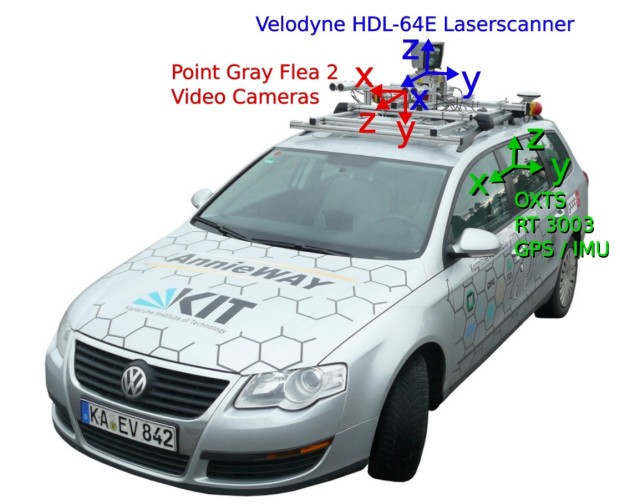 Velodyne HDL-64E Laserscanner
Point Gray Flea 2
Video Cameras
z
y
x
x
z
y
z
y
x
OXTS
RT 3003
GPS / IMU
AnnieWAY
KIT
Karlsruhe Institute of Technology
KA EV 842